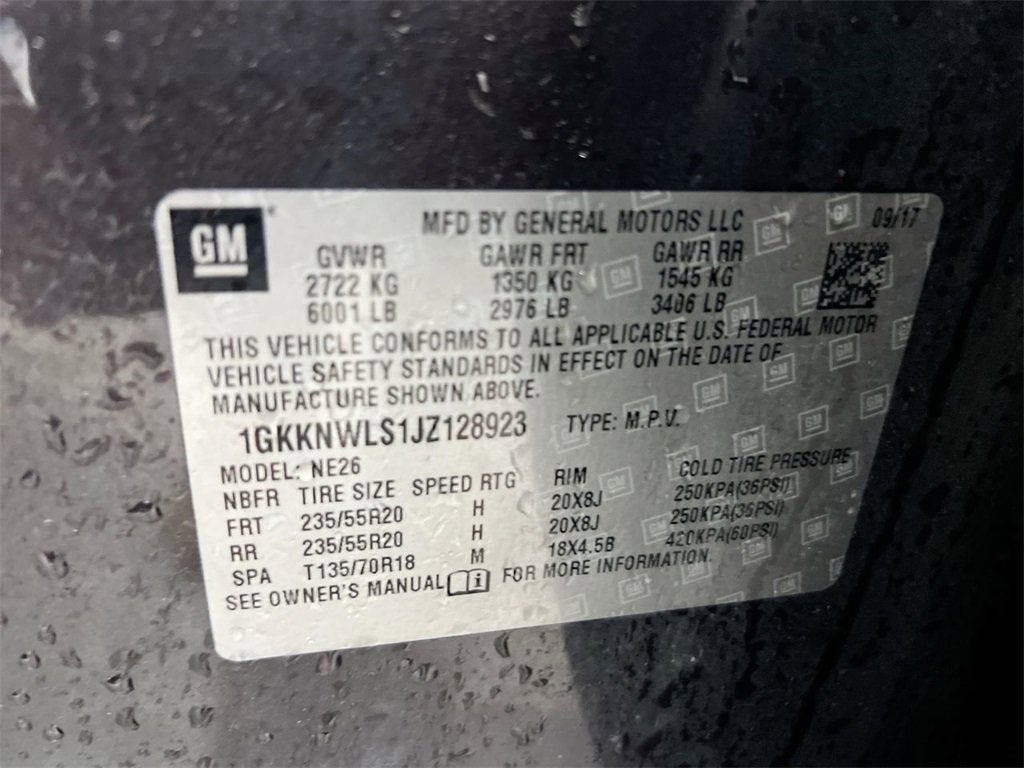 GM
MFD BY GENERAL MOTORS LLC 09/17
GVWR GAWR FRT GAWR RR
2722 KG 1350 KG 1545 KG
6001 LB 2976 LB 3406 LB
THIS VEHICLE CONFORMS TO ALL APPLICABLE U.S. FEDERAL MOTOR
VEHICLE SAFETY STANDARDS IN EFFECT ON THE DATE OF
MANUFACTURE SHOWN ABOVE.
1GKKNWLS1JZ128923 TYPE: M.P.V.
MODEL: NE26
NBFR TIRE SIZE SPEED RTG RIM COLD TIRE PRESSURE
FRT 235/55R20 H 20X8J 250KPA(36PSI)
RR 235/55R20 H 20X8J 250KPA(36PSI)
SPA T135/70R18 M 18X4.5B 420KPA(60PSI)
SEE OWNER'S MANUAL FOR MORE INFORMATION.